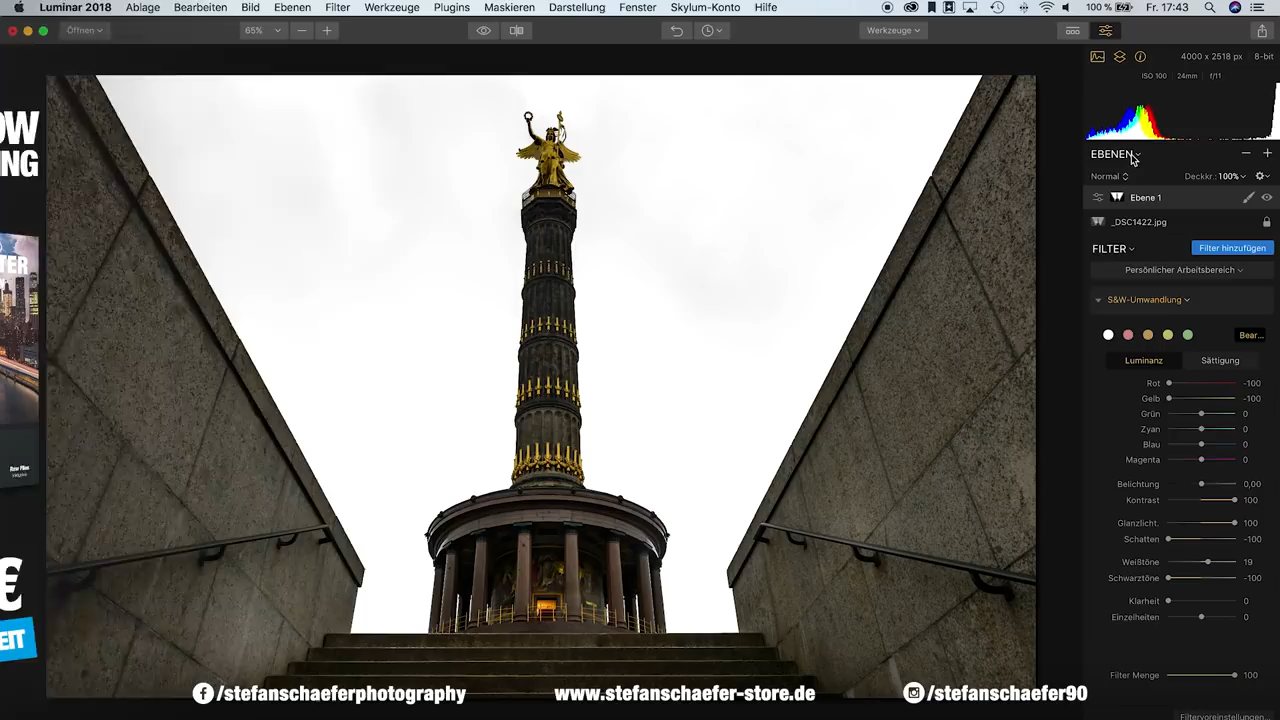 Luminar 2018 Ablage Bearbeiten Bild Ebenen Filter Werkzeuge Plugins Maskieren Darstellung Fenster Skylum-Konto Hilfe 100 % Fr. 17:43
Öffnen 65% Werkzeuge
4000 x 2518 px 8-bit
ISO 100 24mm f/11
EBENEN
Normal Deckkr.: 100%
Ebene 1
_DSC1422.jpg
FILTER Filter hinzufügen
Persönlicher Arbeitsbereich
S&W-Umwandlung
Bear...
Luminanz Sättigung
Rot -100
Gelb -100
Grün 0
Zyan 0
Blau 0
Magenta 0
Belichtung 0,00
Kontrast 100
Glanzlicht. 100
Schatten -100
Weißtöne 19
Schwarztöne -100
Klarheit 0
Einzelheiten 0
Filter Menge 100
Filtervoreinstellungen...
OW
NG
TER
Raw Files
€
EIT
/stefanschaeferphotography www.stefanschaefer-store.de /stefanschaefer90